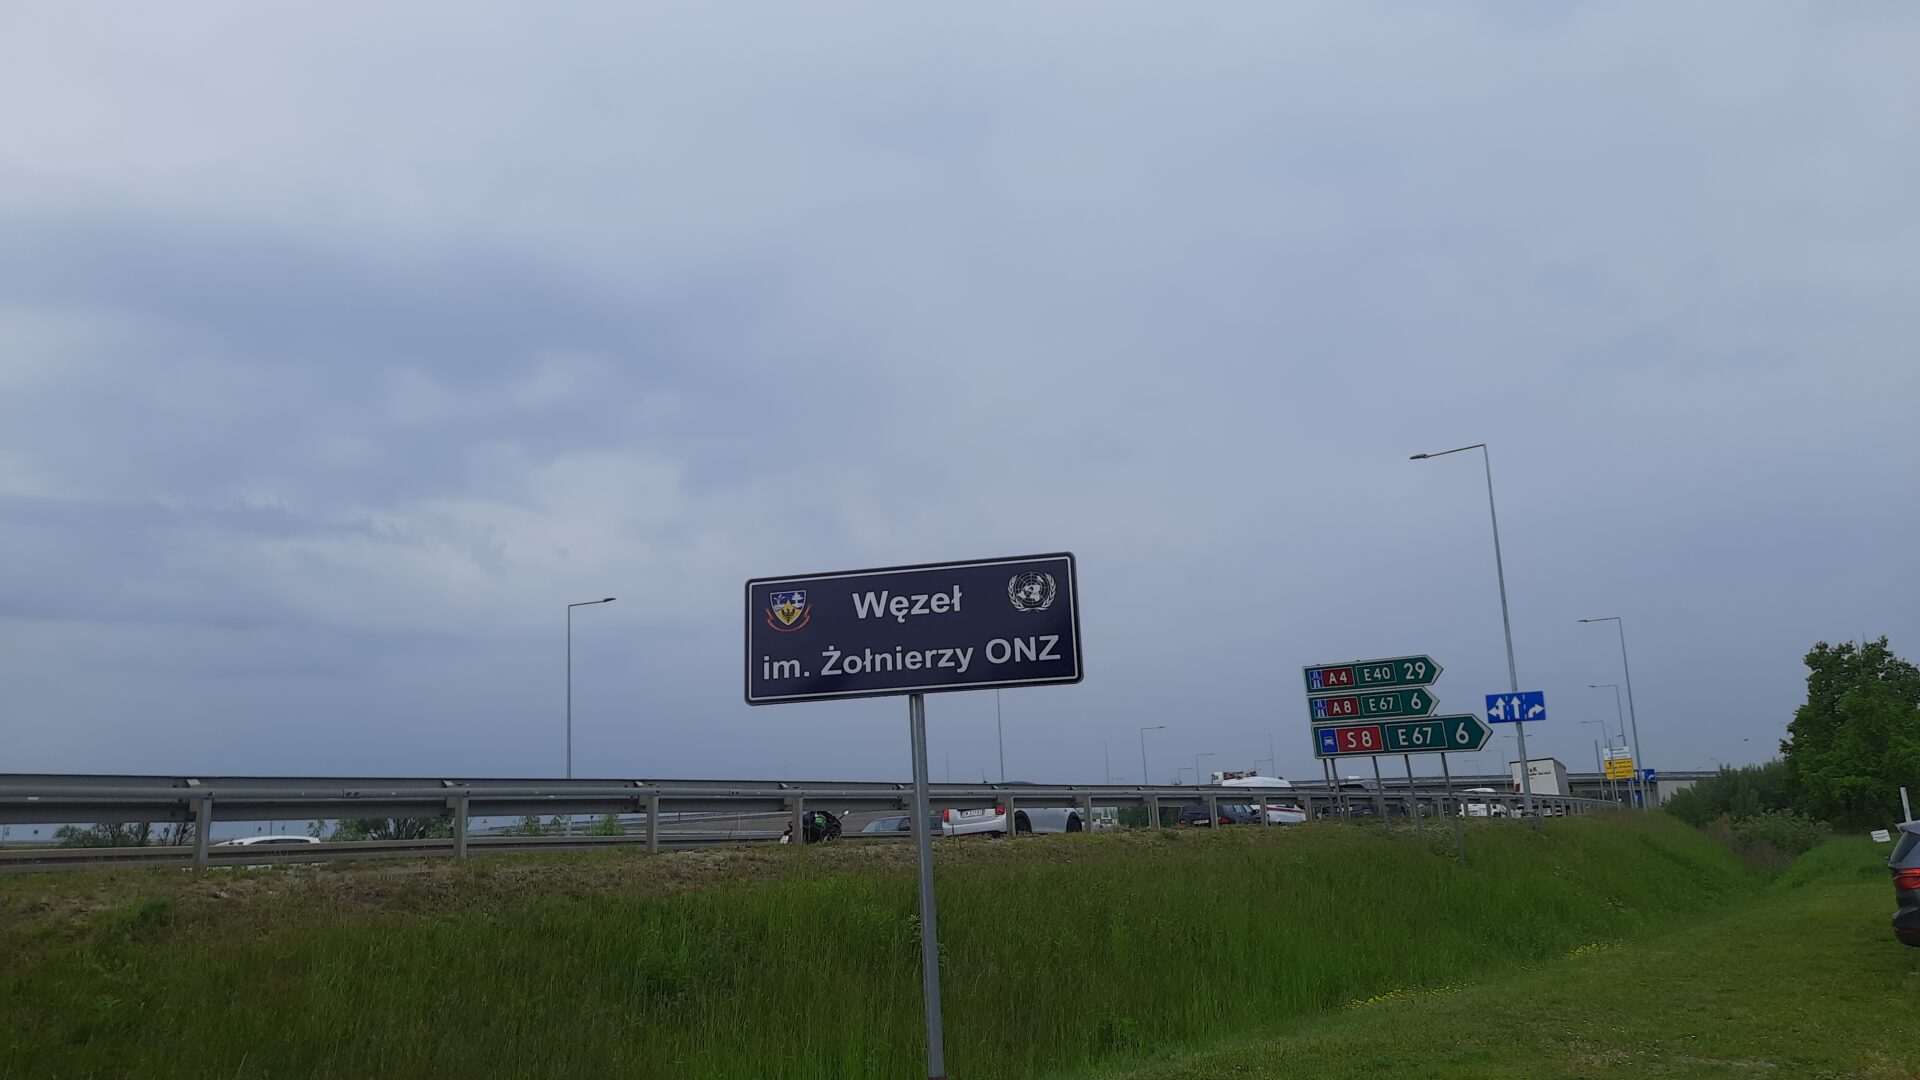 Węzeł
im. Żołnierzy ONZ
A4 E40 29
A8 E67 6
S8 E67 6